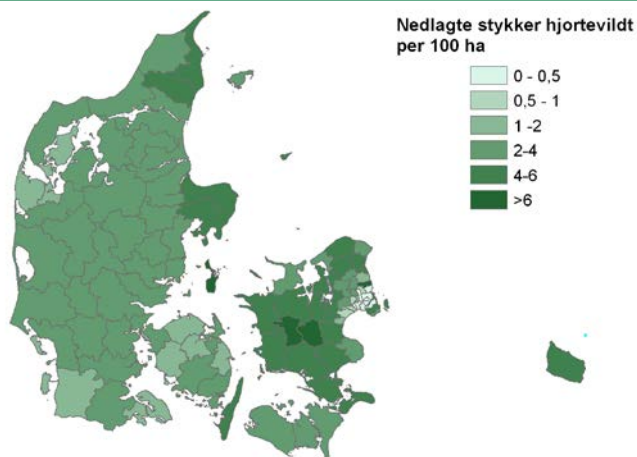 Nedlagte stykker hjortevildt
per 100 ha
0 - 0,5
0,5 - 1
1 -2
2-4
4-6
>6